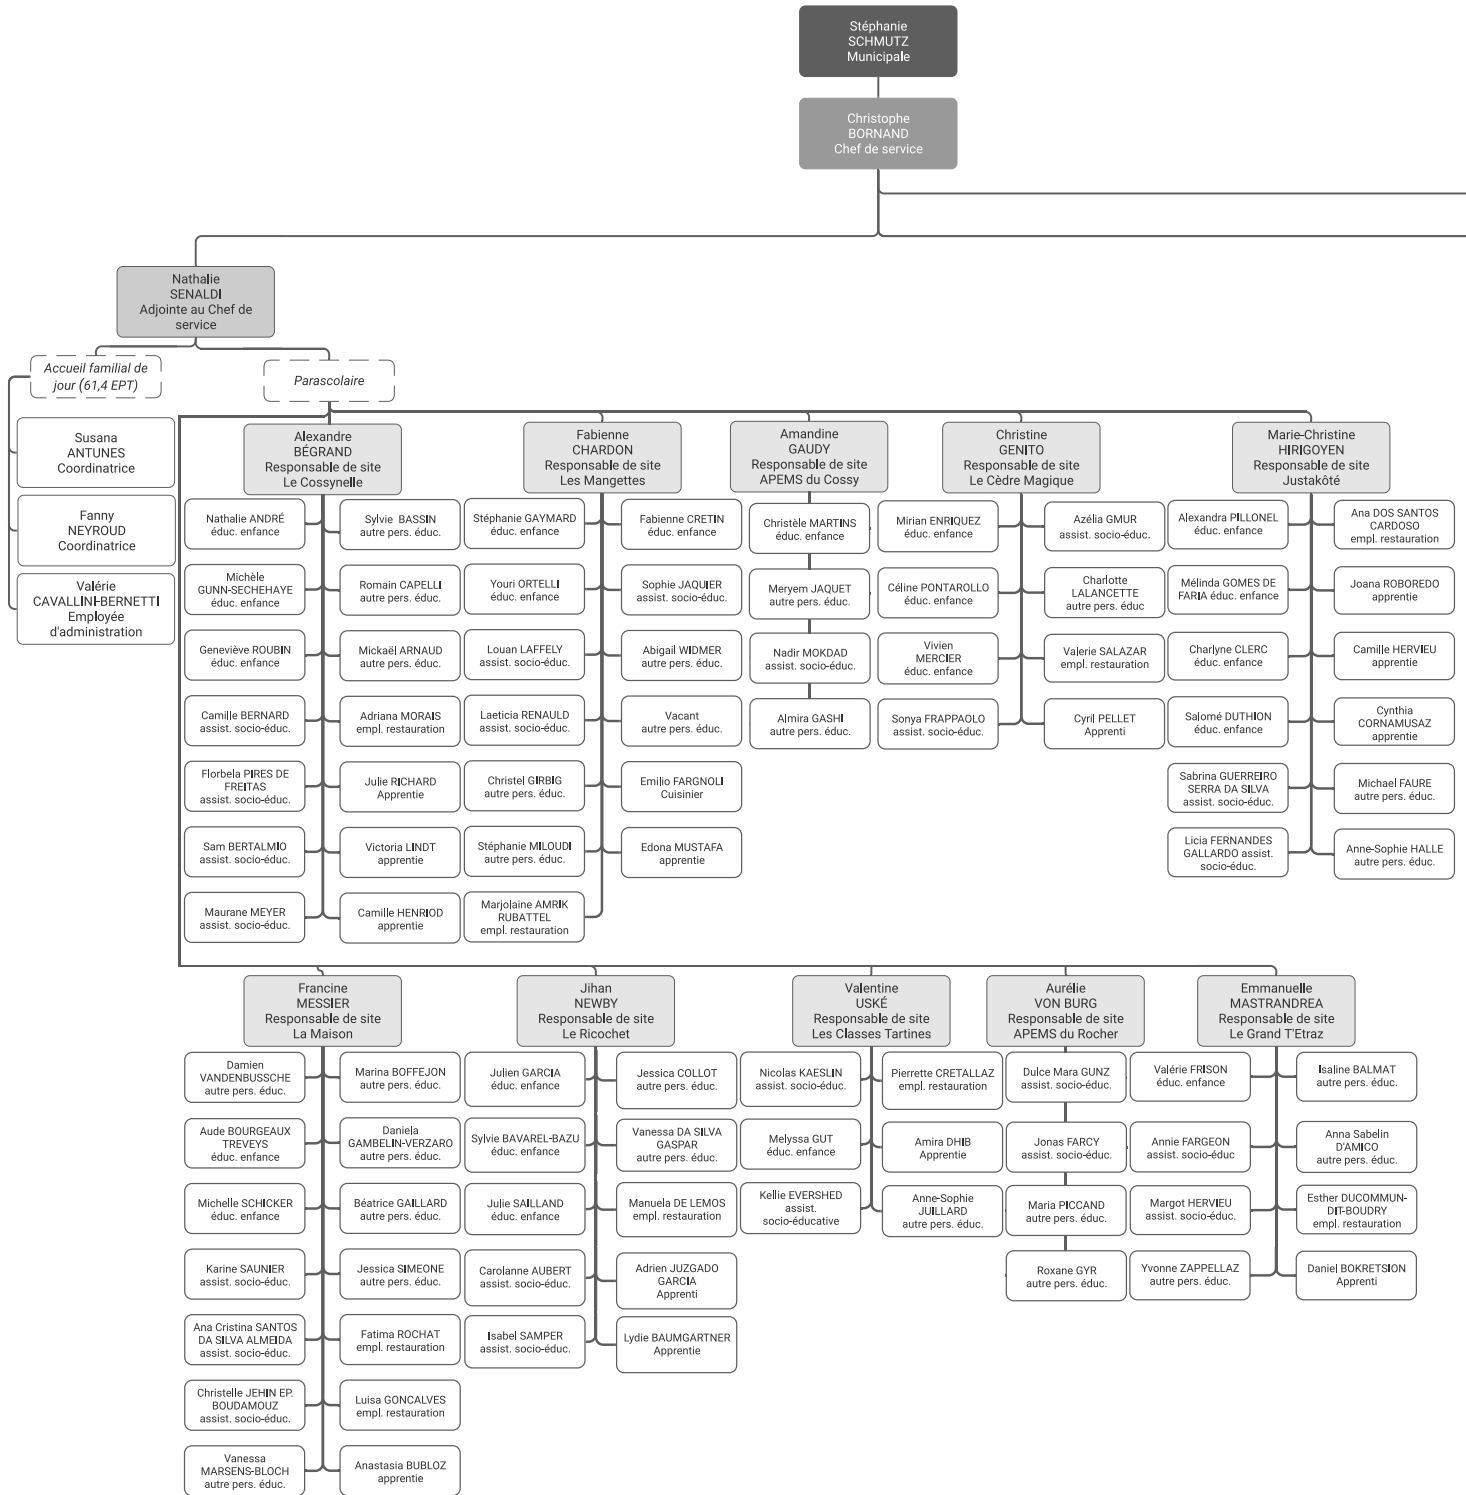 Stéphanie
SCHMUTZ
Municipale
Christophe
BORNAND
Chef de service
Nathalie
SENALDI
Adjointe au Chef de
service
Accueil familial de
jour (61,4 EPT)
Parascolaire
Susana
ANTUNES
Coordinatrice
Fanny
NEYROUD
Coordinatrice
Valérie
CAVALLINI-BERNETTI
Employée
d'administration
Alexandre
BÉGRAND
Responsable de site
Le Cossynelle
Nathalie ANDRÉ
éduc. enfance
Sylvie BASSIN
autre pers. éduc.
Michèle
GUNN-SECHEHAYE
éduc. enfance
Romain CAPELLI
autre pers. éduc.
Geneviève ROUBIN
éduc. enfance
Mickaël ARNAUD
autre pers. éduc.
Camille BERNARD
assist. socio-éduc.
Adriana MORAIS
empl. restauration
Florbela PIRES DE
FREITAS
assist. socio-éduc.
Julie RICHARD
Apprentie
Sam BERTALMIO
assist. socio-éduc.
Victoria LINDT
apprentie
Maurane MEYER
assist. socio-éduc.
Camille HENRIOD
apprentie
Fabienne
CHARDON
Responsable de site
Les Mangettes
Stéphanie GAYMARD
éduc. enfance
Fabienne CRETIN
éduc. enfance
Youri ORTELLI
éduc. enfance
Sophie JAQUIER
assist. socio-éduc.
Louan LAFFELY
assist. socio-éduc.
Abigail WIDMER
autre pers. éduc.
Laeticia RENAULD
assist. socio-éduc.
Vacant
autre pers. éduc.
Christel GIRBIG
autre pers. éduc.
Emilio FARGNOLI
Cuisinier
Stéphanie MILOUDI
autre pers. éduc.
Edona MUSTAFA
apprentie
Marjolaine AMRIK
RUBATTEL
empl. restauration
Amandine
GAUDY
Responsable de site
APEMS du Cossy
Christèle MARTINS
éduc. enfance
Meryem JAQUET
autre pers. éduc.
Nadir MOKDAD
assist. socio-éduc.
Almira GASHI
autre pers. éduc.
Christine
GENITO
Responsable de site
Le Cèdre Magique
Mirian ENRIQUEZ
éduc. enfance
Azélia GMUR
assist. socio-éduc.
Céline PONTAROLLO
éduc. enfance
Charlotte
LALANCETTE
autre pers. éduc
Vivien
MERCIER
éduc. enfance
Valerie SALAZAR
empl. restauration
Sonya FRAPPAOLO
assist. socio-éduc.
Cyril PELLET
Apprenti
Marie-Christine
HIRIGOYEN
Responsable de site
Justakôté
Alexandra PILLONEL
éduc. enfance
Ana DOS SANTOS
CARDOSO
empl. restauration
Mélinda GOMES DE
FARIA éduc. enfance
Joana ROBOREDO
apprentie
Charlyne CLERC
éduc. enfance
Camille HERVIEU
apprentie
Salomé DUTHION
éduc. enfance
Cynthia
CORNAMUSAZ
apprentie
Sabrina GUERREIRO
SERRA DA SILVA
assist. socio-éduc.
Michael FAURE
autre pers. éduc.
Licia FERNANDES
GALLARDO assist.
socio-éduc.
Anne-Sophie HALLE
autre pers. éduc.
Francine
MESSIER
Responsable de site
La Maison
Damien
VANDENBUSSCHE
autre pers. éduc.
Marina BOFFEJON
autre pers. éduc.
Aude BOURGEAUX
TREVEYS
éduc. enfance
Daniela
GAMBELIN-VERZARO
autre pers. éduc.
Michelle SCHICKER
éduc. enfance
Béatrice GAILLARD
autre pers. éduc.
Karine SAUNIER
assist. socio-éduc.
Jessica SIMEONE
autre pers. éduc.
Ana Cristina SANTOS
DA SILVA ALMEIDA
assist. socio-éduc.
Fatima ROCHAT
empl. restauration
Christelle JEHIN EP.
BOUDAMOUZ
assist. socio-éduc.
Luisa GONCALVES
empl. restauration
Vanessa
MARSENS-BLOCH
autre pers. éduc.
Anastasia BUBLOZ
apprentie
Jihan
NEWBY
Responsable de site
Le Ricochet
Julien GARCIA
éduc. enfance
Jessica COLLOT
autre pers. éduc.
Sylvie BAVAREL-BAZU
éduc. enfance
Vanessa DA SILVA
GASPAR
autre pers. éduc.
Julie SAILLAND
éduc. enfance
Manuela DE LEMOS
empl. restauration
Carolanne AUBERT
assist. socio-éduc.
Adrien JUZGADO
GARCIA
Apprenti
Isabel SAMPER
assist. socio-éduc.
Lydie BAUMGARTNER
Apprentie
Valentine
USKÉ
Responsable de site
Les Classes Tartines
Nicolas KAESLIN
assist. socio-éduc.
Pierrette CRETALLAZ
empl. restauration
Melyssa GUT
éduc. enfance
Amira DHIB
Apprentie
Kellie EVERSHED
assist.
socio-éducative
Anne-Sophie
JUILLARD
autre pers. éduc.
Aurélie
VON BURG
Responsable de site
APEMS du Rocher
Dulce Mara GUNZ
assist. socio-éduc.
Jonas FARCY
assist. socio-éduc.
Maria PICCAND
autre pers. éduc.
Roxane GYR
autre pers. éduc.
Emmanuelle
MASTRANDREA
Responsable de site
Le Grand T'Etraz
Valérie FRISON
éduc. enfance
Isaline BALMAT
autre pers. éduc.
Annie FARGEON
assist. socio-éduc
Anna Sabelin
D'AMICO
autre pers. éduc.
Margot HERVIEU
assist. socio-éduc.
Esther DUCOMMUN-
DIT-BOUDRY
empl. restauration
Yvonne ZAPPELLAZ
autre pers. éduc.
Daniel BOKRETSION
Apprenti